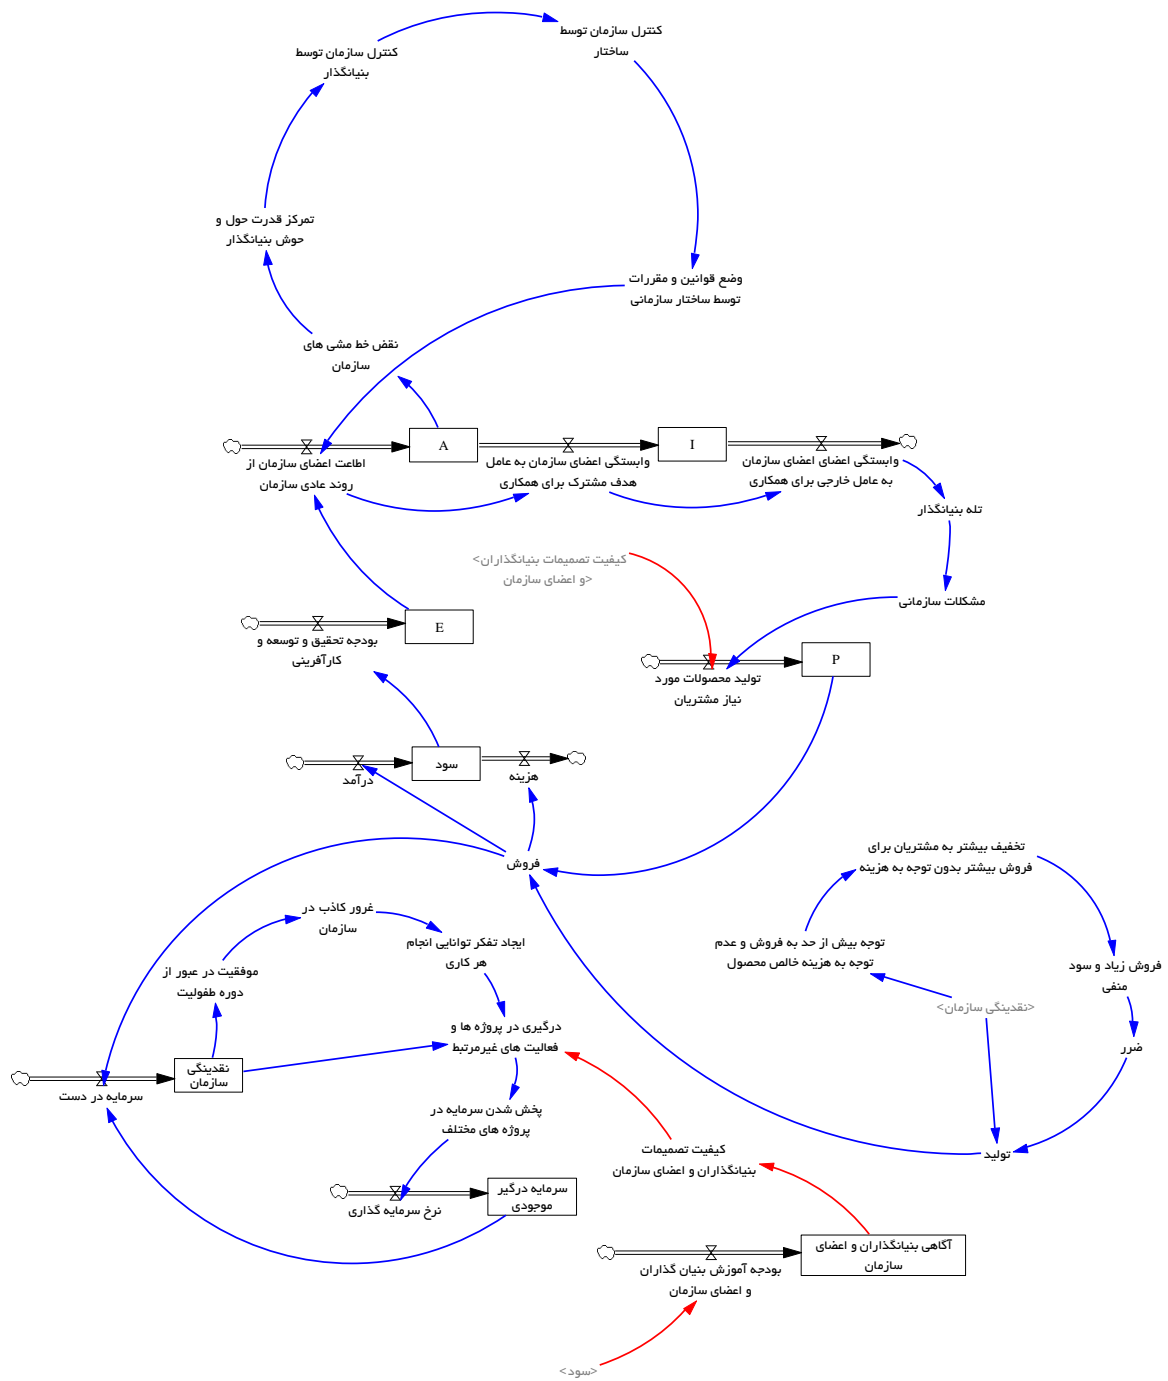 کنترل سازمان توسط
ساختار
کنترل سازمان توسط
بنیانگذار
تمرکز قدرت حول و
حوش بنیانگذار
وضع قوانین و مقررات
توسط ساختار سازمانی
نقض خط مشی های
سازمان
A
I
اطاعت اعضای سازمان از
روند عادی سازمان
وابستگی اعضای سازمان به عامل
هدف مشترک برای همکاری
وابستگی اعضای اعضای سازمان
به عامل خارجی برای همکاری
تله بنیانگذار
<کیفیت تصمیمات بنیانگذاران
و اعضای سازمان>
مشکلات سازمانی
E
بودجه تحقیق و توسعه و
کارآفرینی
P
تولید محصولات مورد
نیاز مشتریان
سود
درآمد
هزینه
فروش
تخفیف بیشتر به مشتریان برای
فروش بیشتر بدون توجه به هزینه
غرور کاذب در
سازمان
ایجاد تفکر توانایی انجام
هر کاری
توجه بیش از حد به فروش و عدم
توجه به هزینه خالص محصول
موفقیت در عبور از
دوره طفولیت
فروش زیاد و سود
منفی
<نقدینگی سازمان>
درگیری در پروژه ها و
فعالیت های غیرمرتبط
ضرر
نقدینگی
سازمان
سرمایه در دست
پخش شدن سرمایه در
پروژه های مختلف
کیفیت تصمیمات
بنیانگذاران و اعضای سازمان
تولید
سرمایه درگیر
موجودی
نرخ سرمایه گذاری
آگاهی بنیانگذاران و اعضای
سازمان
بودجه آموزش بنیان گذاران
و اعضای سازمان
<سود>